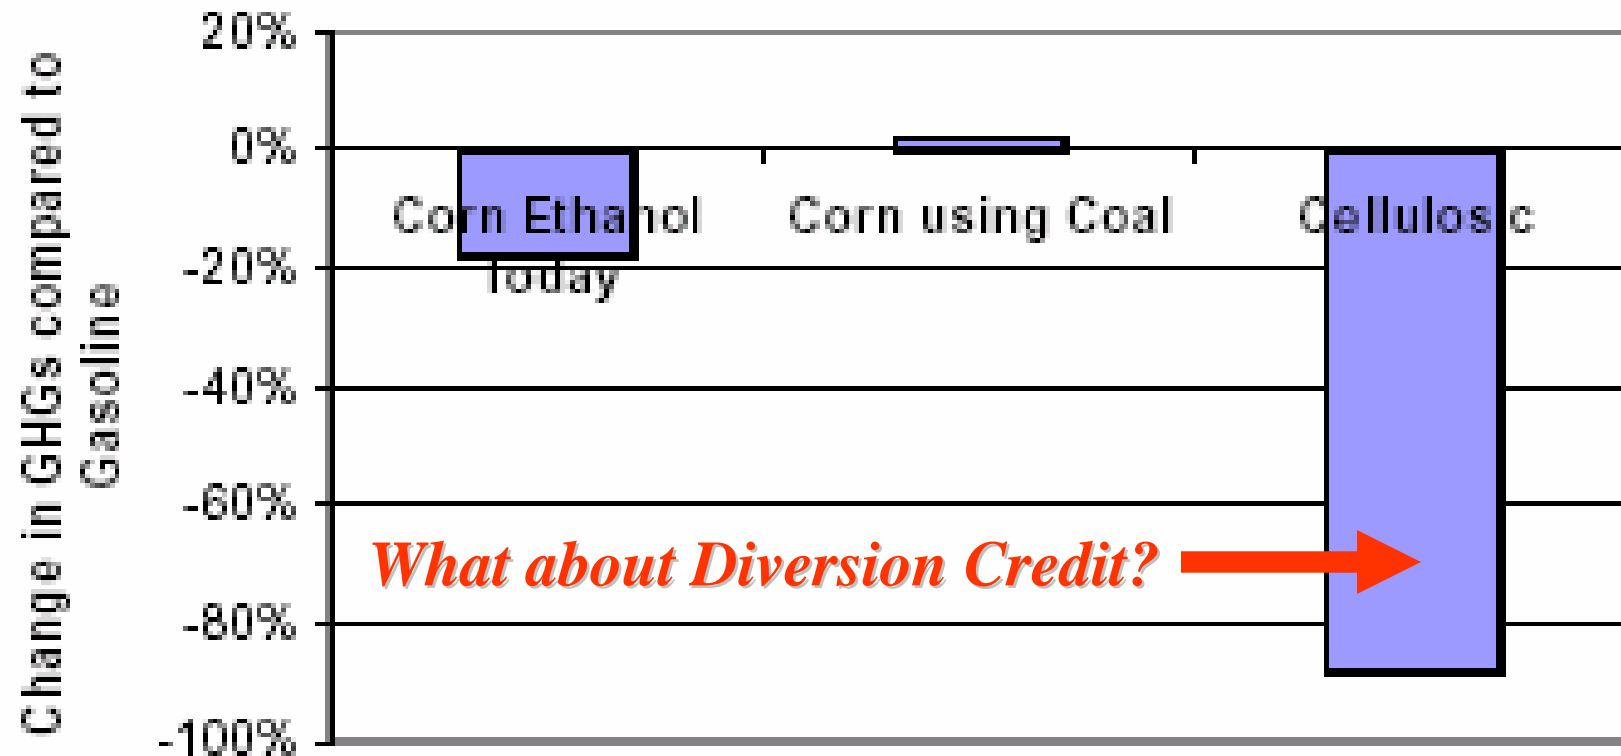 Change in GHGs compared to
Gasoline
20%
0%
-20%
-40%
-60%
-80%
-100%
Corn Ethanol
Today
Corn using Coal
Cellulosic
What about Diversion Credit?